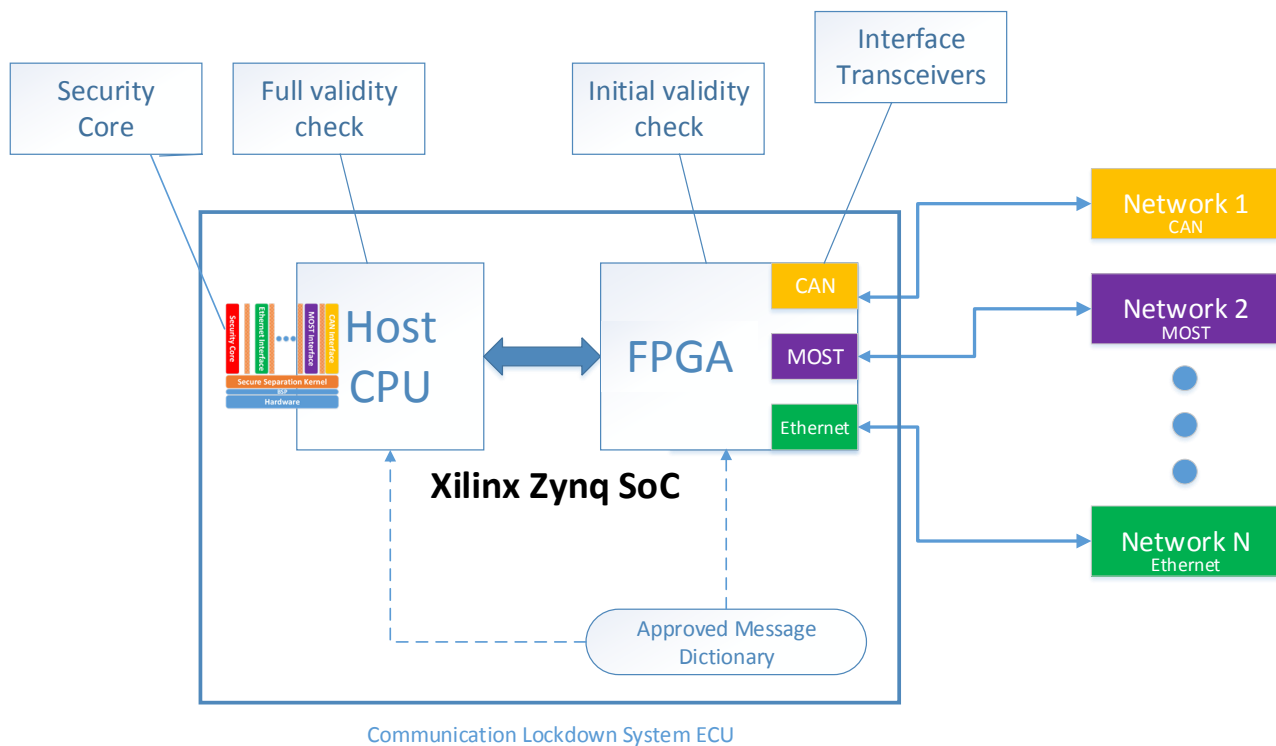 Interface
Transceivers
Security
Core
Full validity
check
Initial validity
check
Network 1
CAN
CAN
Network 2
MOST
Security Core
Ethernet Interface
MOST Interface
CAN Interface
Host
CPU
FPGA
MOST
Secure Separation Kernel
BSP
Hardware
Ethernet
Xilinx Zynq SoC
Network N
Ethernet
Approved Message
Dictionary
Communication Lockdown System ECU